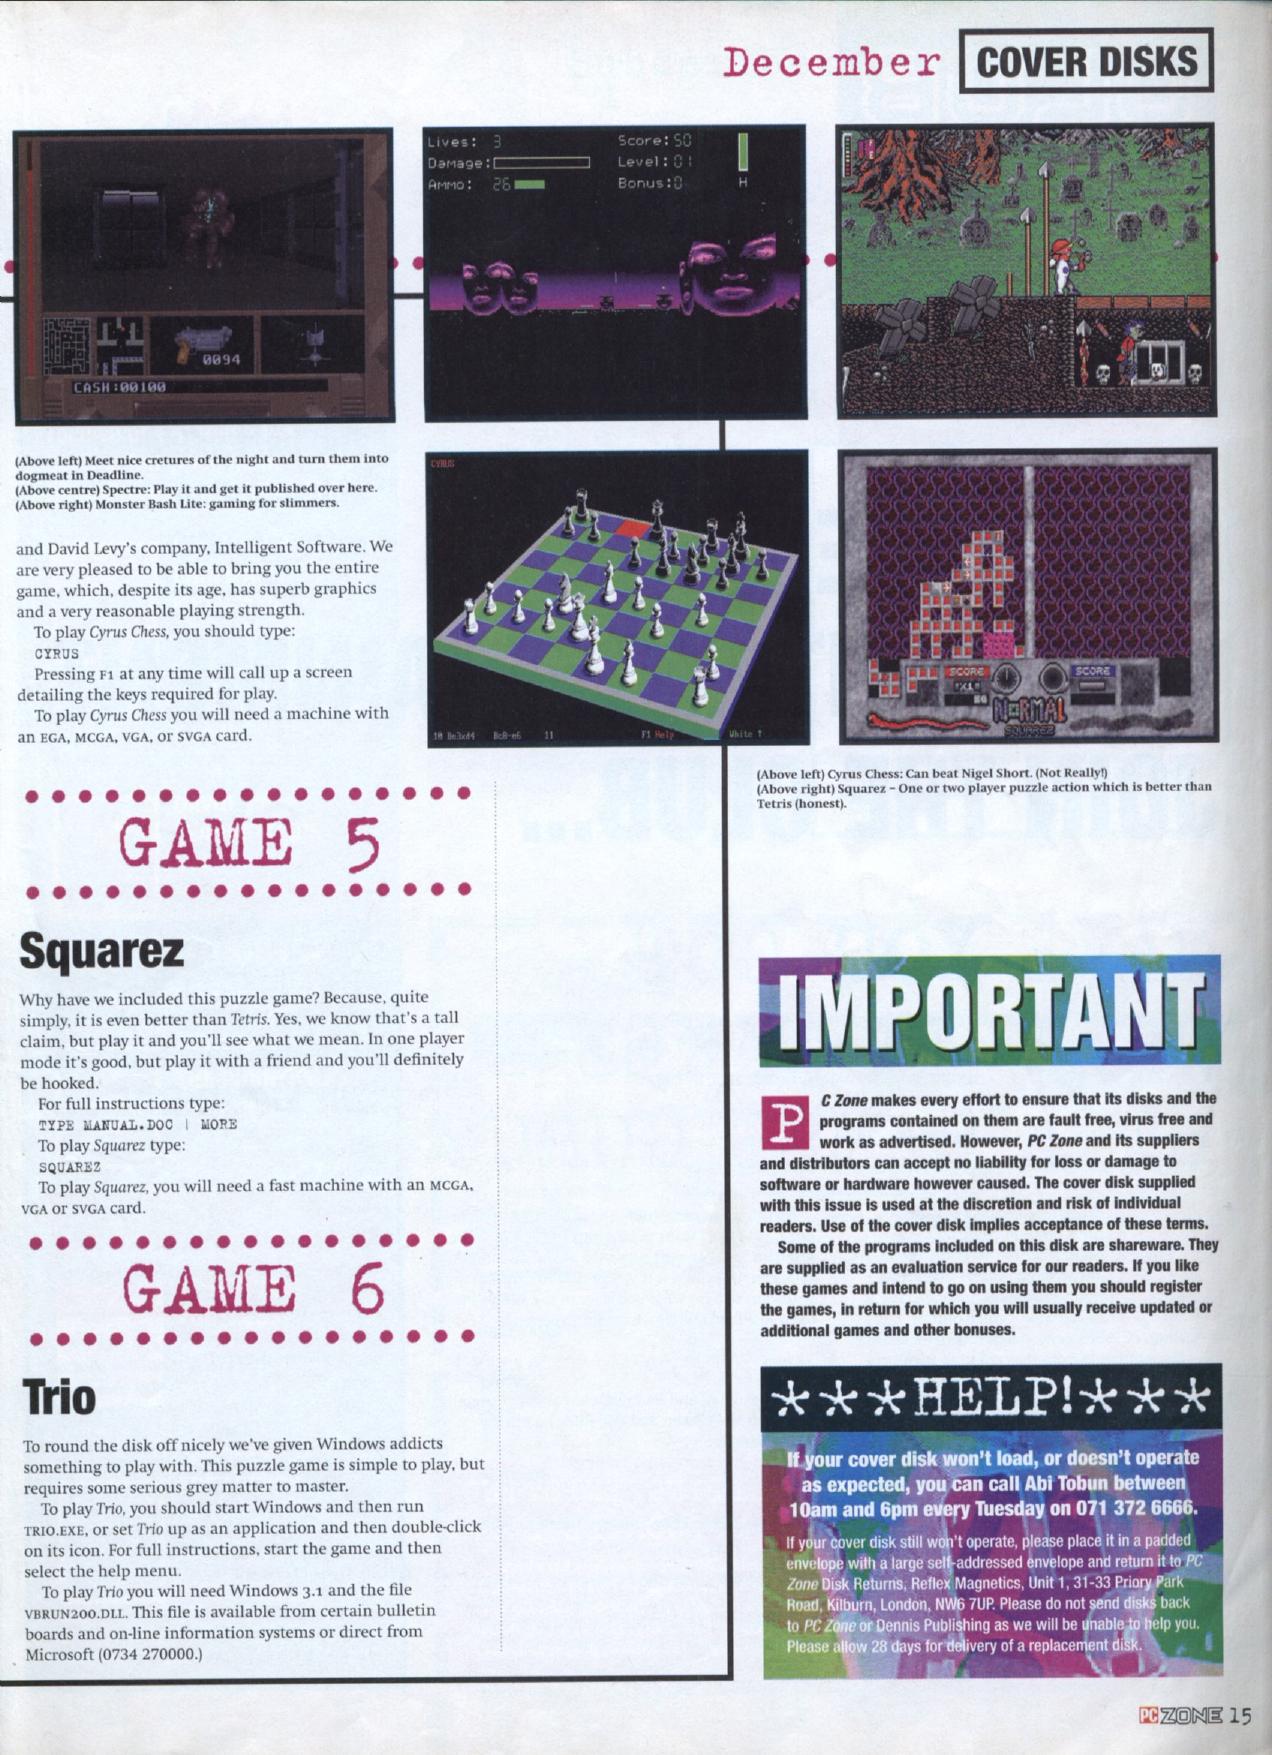 December COVER DISKS
Lives: 3
Damage:
Ammo: 26
Score:50
Level:01
Bonus:0
H
0094
CASH:00100
(Above left) Meet nice cretures of the night and turn them into
dogmeat in Deadline.
(Above centre) Spectre: Play it and get it published over here.
(Above right) Monster Bash Lite: gaming for slimmers.
and David Levy's company, Intelligent Software. We
are very pleased to be able to bring you the entire
game, which, despite its age, has superb graphics
and a very reasonable playing strength.
To play Cyrus Chess, you should type:
CYRUS
Pressing F1 at any time will call up a screen
detailing the keys required for play.
To play Cyrus Chess you will need a machine with
an EGA, MCGA, VGA, or SVGA card.
CYRUS
10 Be3xd4 Bc8-e6 11 F1 Help White ↑
SCORE
SCORE
NORMAL
SQUAREZ
(Above left) Cyrus Chess: Can beat Nigel Short. (Not Really!)
(Above right) Squarez – One or two player puzzle action which is better than
Tetris (honest).
GAME 5
Squarez
Why have we included this puzzle game? Because, quite
simply, it is even better than Tetris. Yes, we know that's a tall
claim, but play it and you'll see what we mean. In one player
mode it's good, but play it with a friend and you'll definitely
be hooked.
For full instructions type:
TYPE MANUAL.DOC | MORE
To play Squarez type:
SQUAREZ
To play Squarez, you will need a fast machine with an MCGA,
VGA or SVGA card.
GAME 6
Trio
To round the disk off nicely we've given Windows addicts
something to play with. This puzzle game is simple to play, but
requires some serious grey matter to master.
To play Trio, you should start Windows and then run
TRIO.EXE, or set Trio up as an application and then double-click
on its icon. For full instructions, start the game and then
select the help menu.
To play Trio you will need Windows 3.1 and the file
VBRUN200.DLL. This file is available from certain bulletin
boards and on-line information systems or direct from
Microsoft (0734 270000.)
IMPORTANT
PC Zone makes every effort to ensure that its disks and the
programs contained on them are fault free, virus free and
work as advertised. However, PC Zone and its suppliers
and distributors can accept no liability for loss or damage to
software or hardware however caused. The cover disk supplied
with this issue is used at the discretion and risk of individual
readers. Use of the cover disk implies acceptance of these terms.
Some of the programs included on this disk are shareware. They
are supplied as an evaluation service for our readers. If you like
these games and intend to go on using them you should register
the games, in return for which you will usually receive updated or
additional games and other bonuses.
***HELP!***
If your cover disk won't load, or doesn't operate
as expected, you can call Abi Tobun between
10am and 6pm every Tuesday on 071 372 6666.
If your cover disk still won't operate, please place it in a padded
envelope with a large self-addressed envelope and return it to PC
Zone Disk Returns, Reflex Magnetics, Unit 1, 31-33 Priory Park
Road, Kilburn, London, NW6 7UP. Please do not send disks back
to PC Zone or Dennis Publishing as we will be unable to help you.
Please allow 28 days for delivery of a replacement disk.
PC ZONE 15